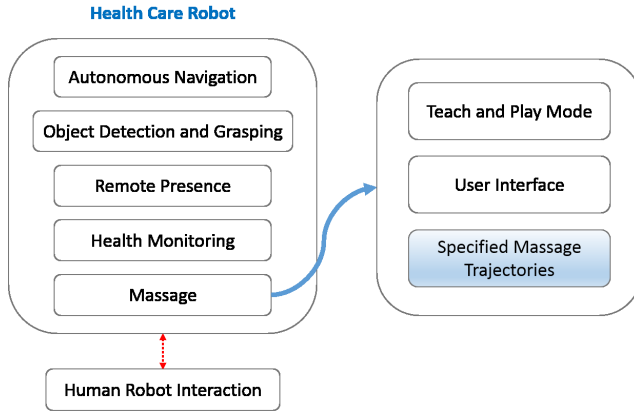 Health Care Robot
Autonomous Navigation
Object Detection and Grasping
Remote Presence
Health Monitoring
Massage
Human Robot Interaction
Teach and Play Mode
User Interface
Specified Massage
Trajectories